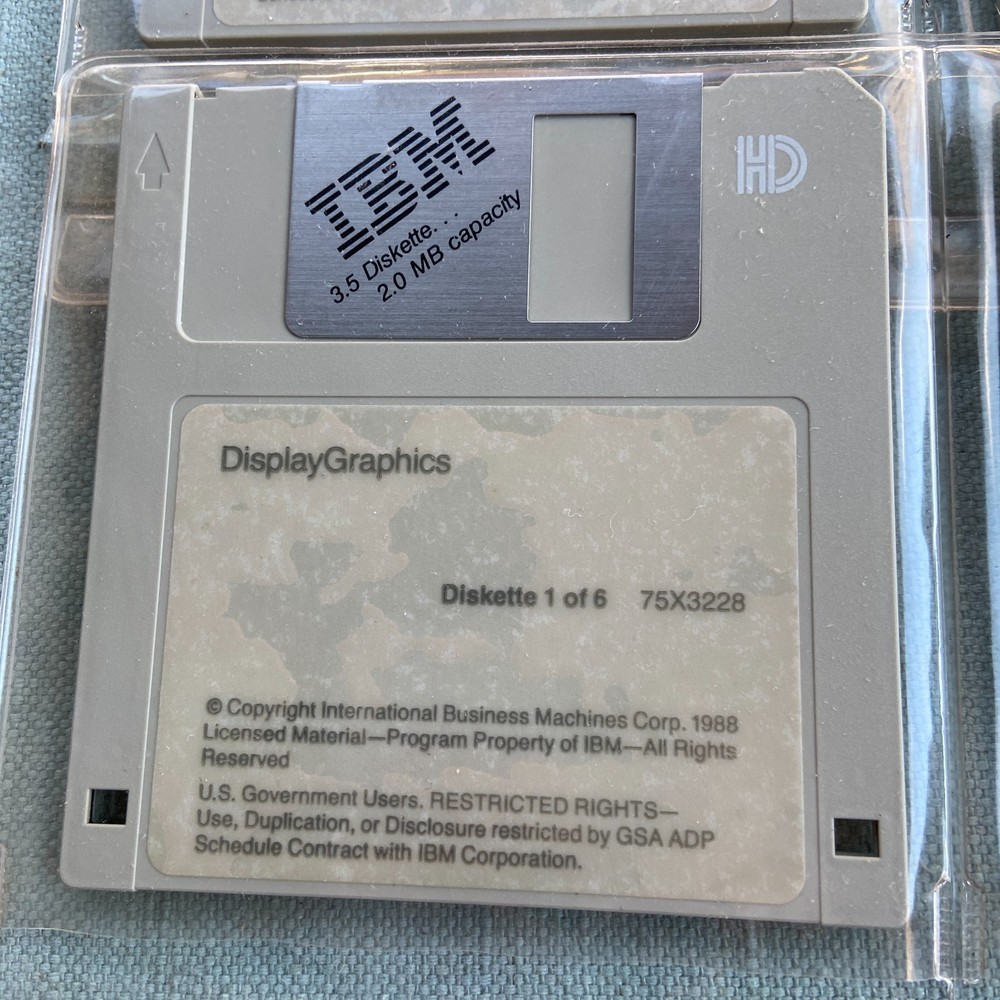 IBM
3.5 Diskette. . .
2.0 MB capacity
HD
DisplayGraphics
Diskette 1 of 6 75X3228
© Copyright International Business Machines Corp. 1988
Licensed Material—Program Property of IBM—All Rights
Reserved
U.S. Government Users. RESTRICTED RIGHTS—
Use, Duplication, or Disclosure restricted by GSA ADP
Schedule Contract with IBM Corporation.